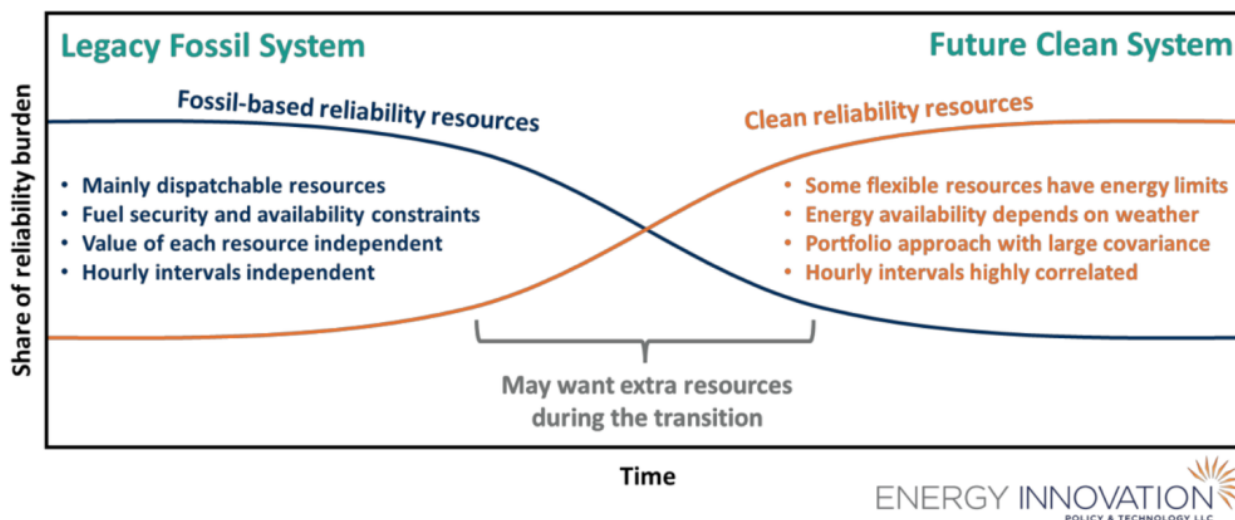 Legacy Fossil System
Future Clean System
Fossil-based reliability resources
Clean reliability resources
Share of reliability burden
• Mainly dispatchable resources
• Fuel security and availability constraints
• Value of each resource independent
• Hourly intervals independent
• Some flexible resources have energy limits
• Energy availability depends on weather
• Portfolio approach with large covariance
• Hourly intervals highly correlated
May want extra resources
during the transition
Time
ENERGY INNOVATION
POLICY & TECHNOLOGY LLC